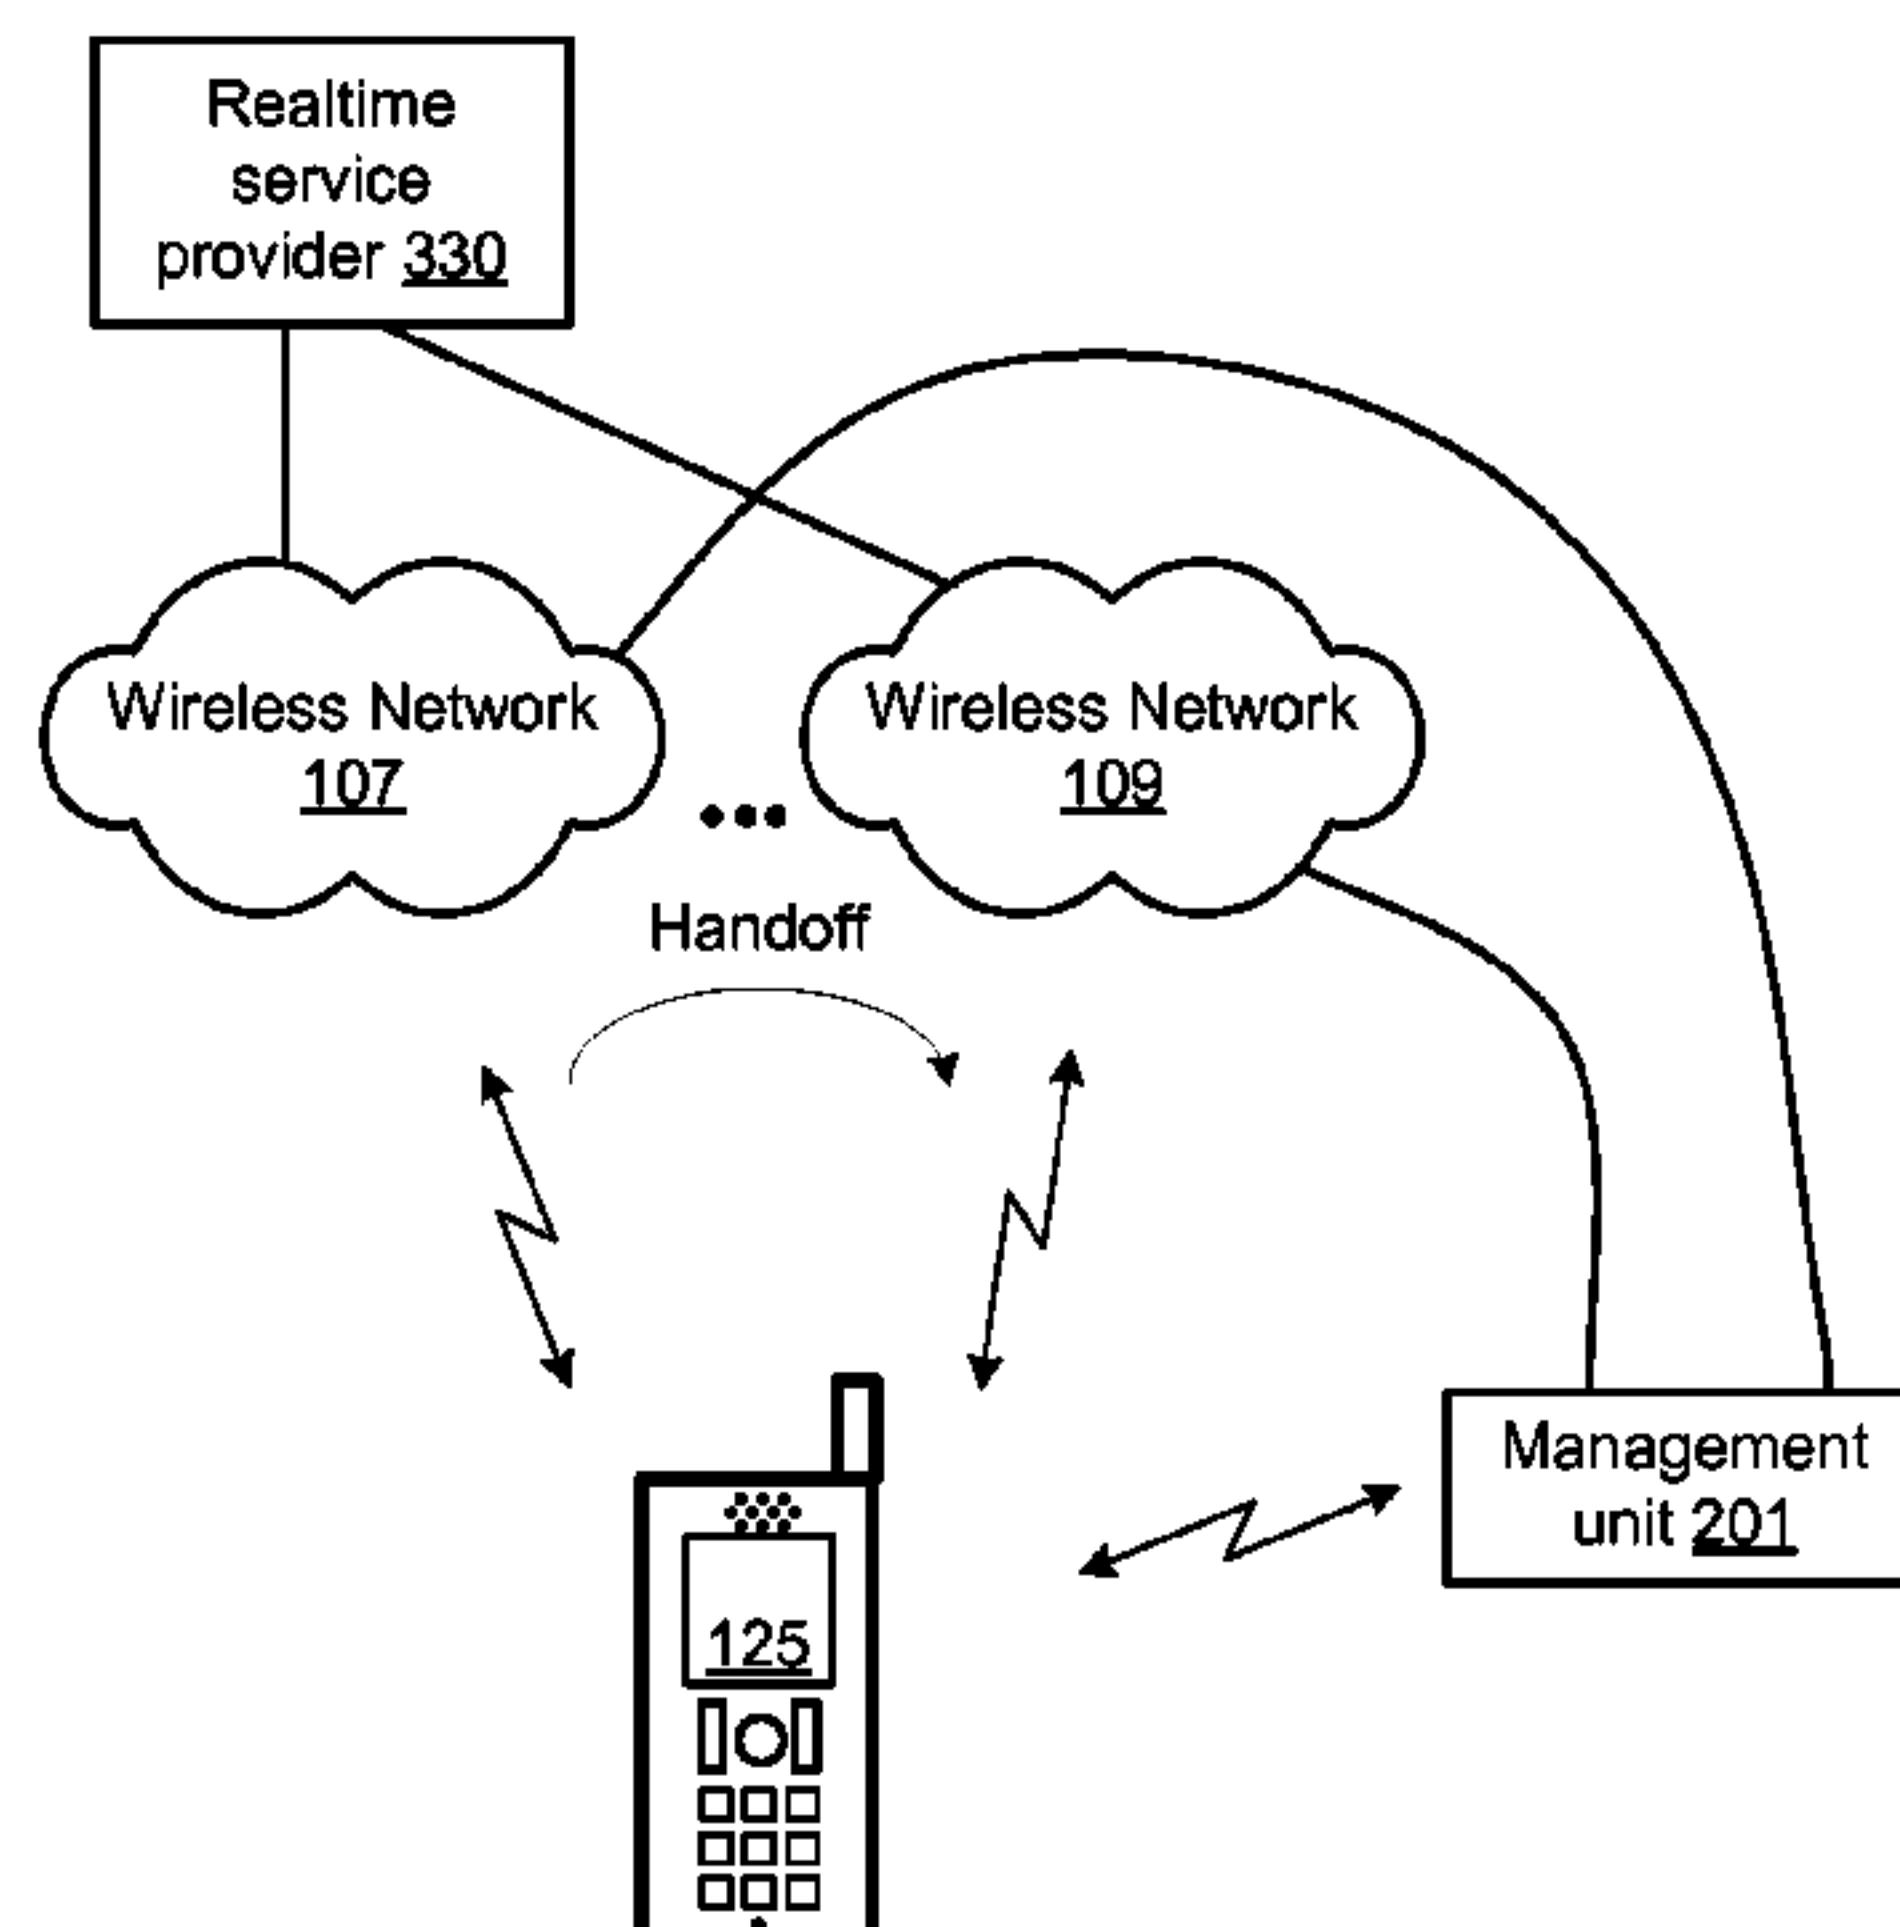 Realtime
service
provider 330
Wireless Network
107
Wireless Network
109
Handoff
Management
unit 201
125